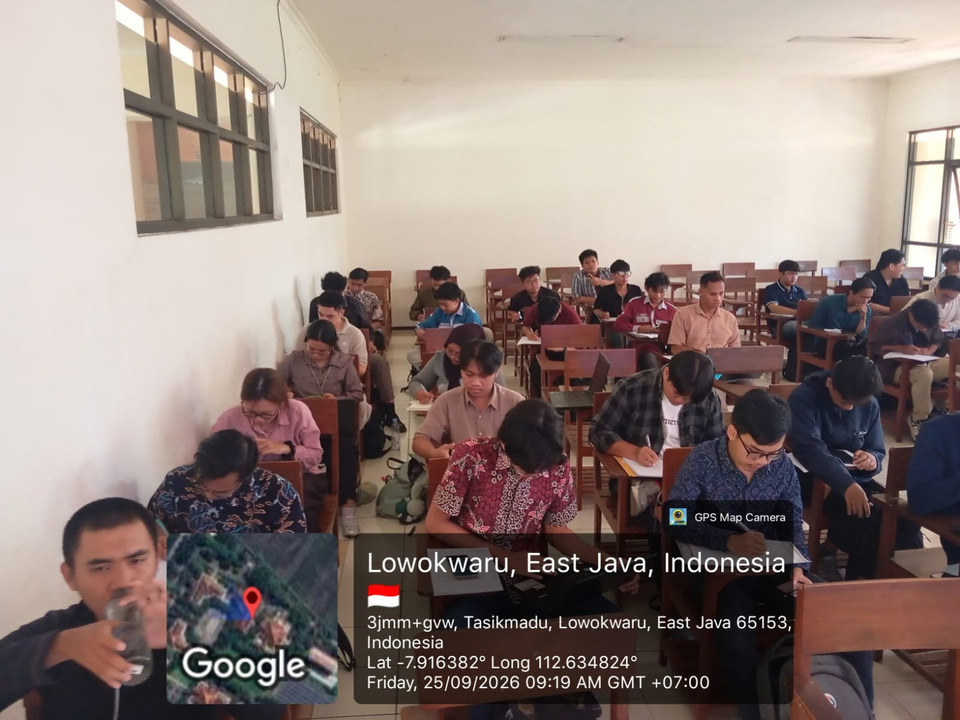 GPS Map Camera
Lowokwaru, East Java, Indonesia
3jmm+gvw, Tasikmadu, Lowokwaru, East Java 65153,
Indonesia
Lat -7.916382° Long 112.634824°
Friday, 25/09/2026 09:19 AM GMT +07:00
Google